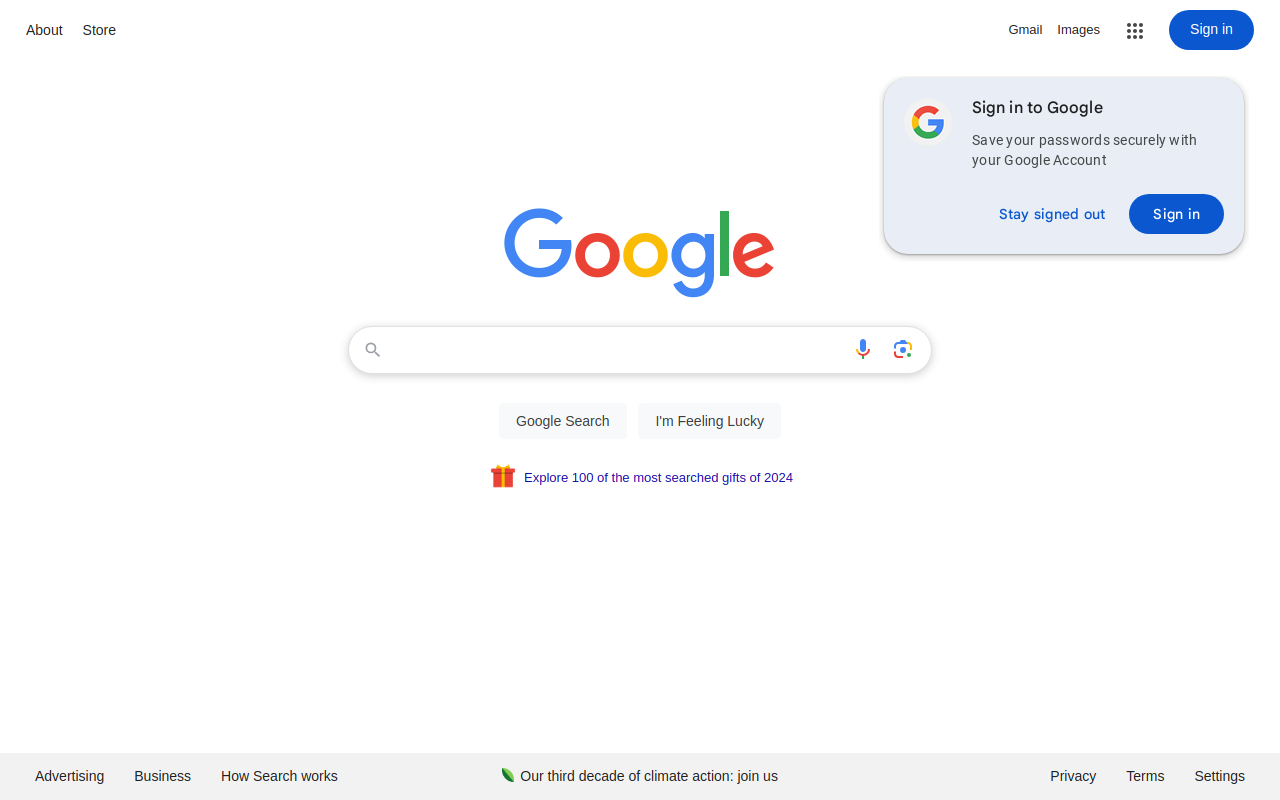 About Store
Gmail Images Sign in
Sign in to Google
Save your passwords securely with
your Google Account
Stay signed out Sign in
Google
Google Search I'm Feeling Lucky
Explore 100 of the most searched gifts of 2024
Advertising Business How Search works Our third decade of climate action: join us Privacy Terms Settings